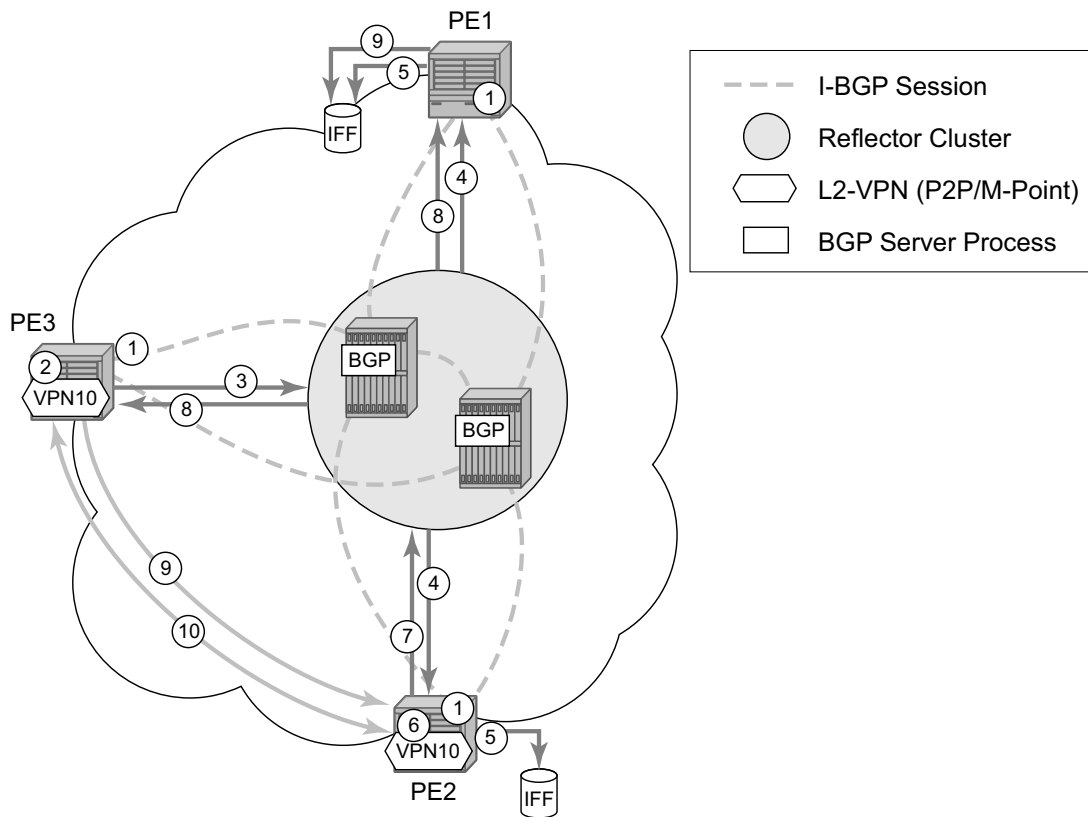 PE1
9
5
1
IFF
I-BGP Session
Reflector Cluster
L2-VPN (P2P/M-Point)
BGP Server Process
4
8
PE3
1
2
VPN10
3
8
BGP
BGP
9
10
4
7
1
6
VPN10
5
PE2
IFF